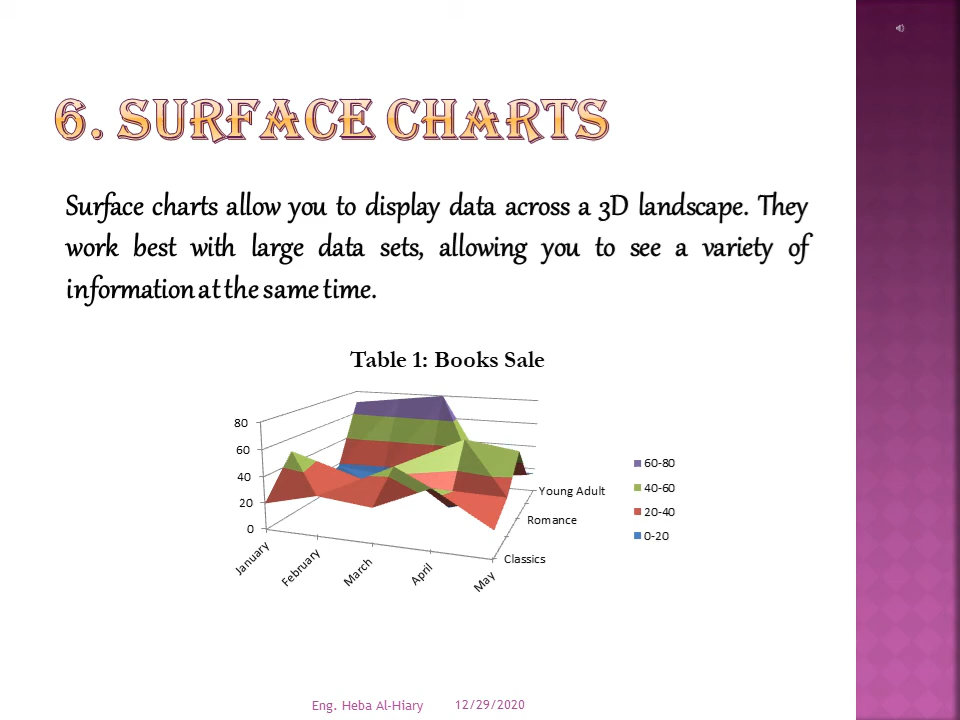 6. SURFACE CHARTS
Surface charts allow you to display data across a 3D landscape. They
work best with large data sets, allowing you to see a variety of
information at the same time.
Table 1: Books Sale
80
60
40
20
0
January
February
March
April
May
Young Adult
Romance
Classics
60-80
40-60
20-40
0-20
Eng. Heba Al-Hiary 12/29/2020